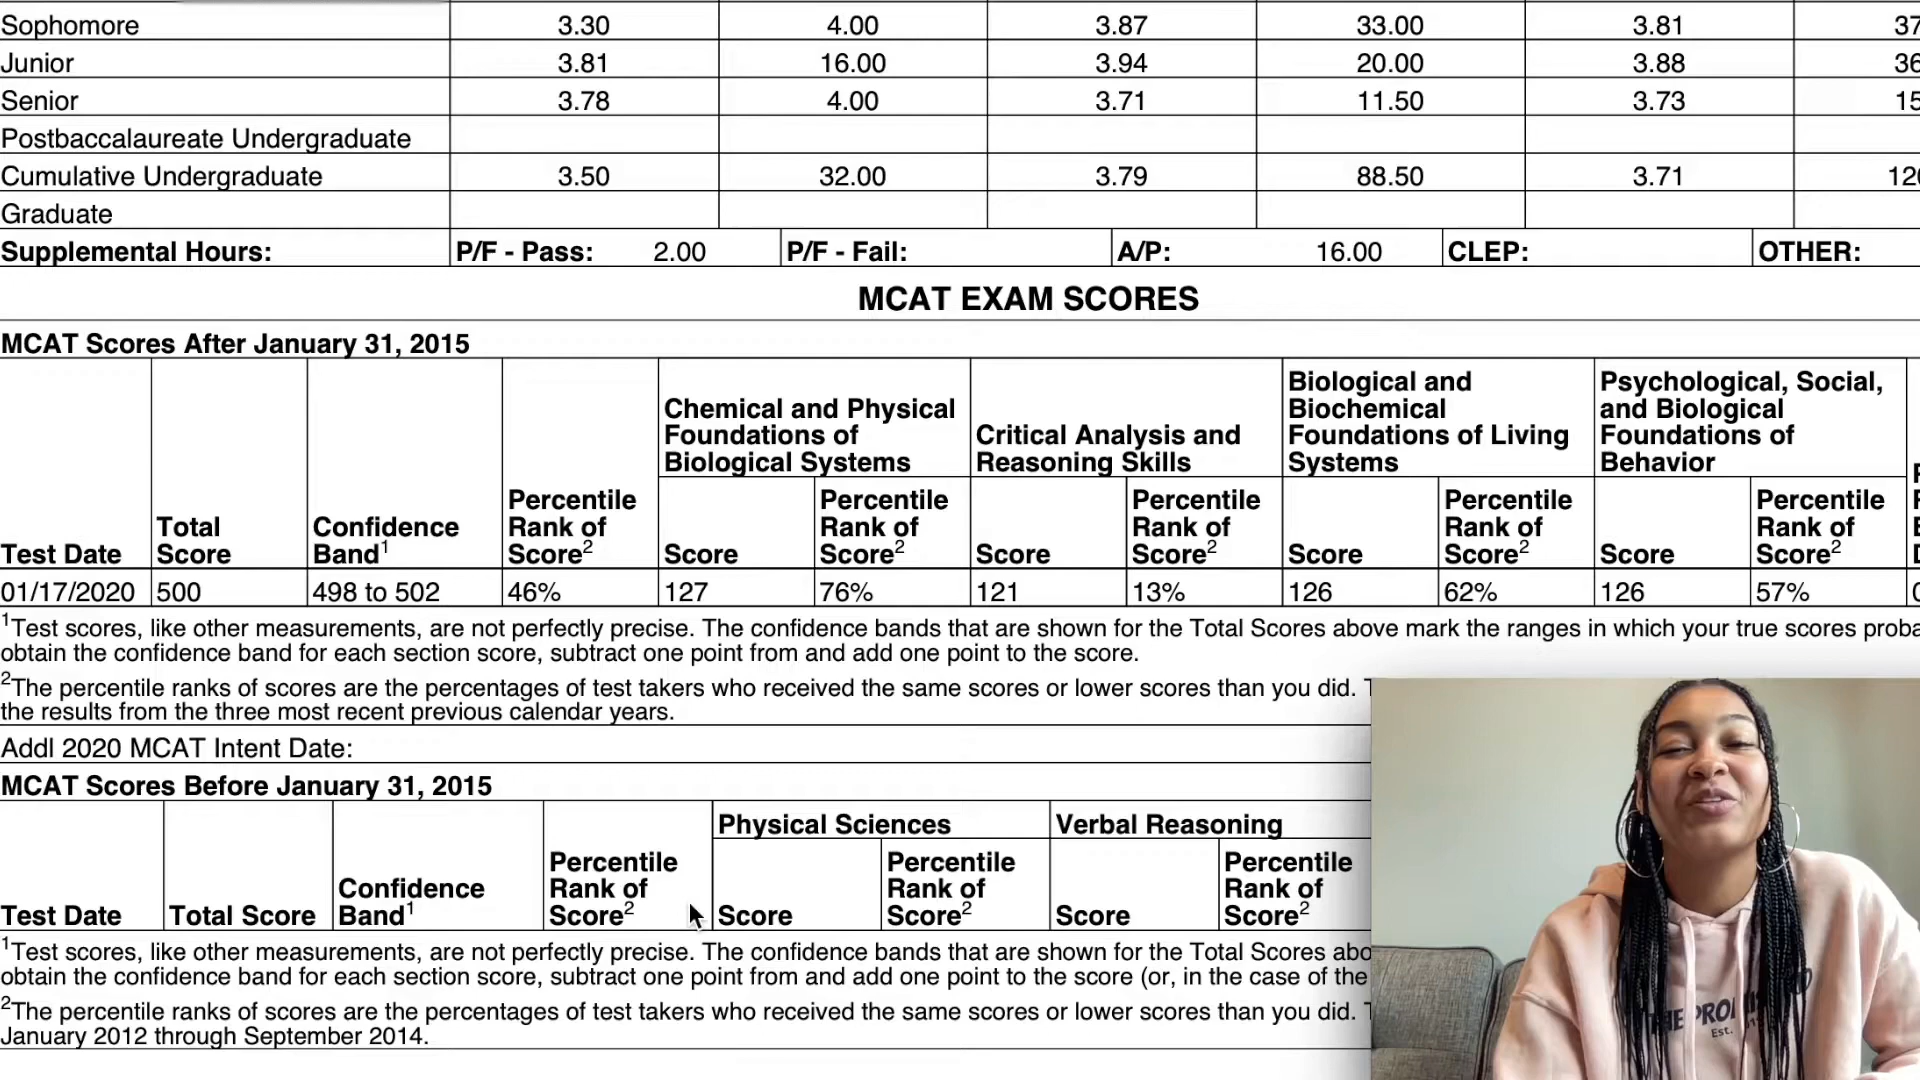 Sophomore 3.30 4.00 3.87 33.00 3.81 37
Junior 3.81 16.00 3.94 20.00 3.88 36
Senior 3.78 4.00 3.71 11.50 3.73 15
Postbaccalaureate Undergraduate
Cumulative Undergraduate 3.50 32.00 3.79 88.50 3.71 120
Graduate
Supplemental Hours: P/F - Pass: 2.00 P/F - Fail: A/P: 16.00 CLEP: OTHER:
MCAT EXAM SCORES
MCAT Scores After January 31, 2015
Test Date
Total
Score
Confidence
Band1
Percentile
Rank of
Score2
Chemical and Physical
Foundations of
Biological Systems
Score
Percentile
Rank of
Score2
Critical Analysis and
Reasoning Skills
Score
Percentile
Rank of
Score2
Biological and
Biochemical
Foundations of Living
Systems
Score
Percentile
Rank of
Score2
Psychological, Social,
and Biological
Foundations of
Behavior
Score
Percentile
Rank of
Score2
01/17/2020 500 498 to 502 46% 127 76% 121 13% 126 62% 126 57%
1Test scores, like other measurements, are not perfectly precise. The confidence bands that are shown for the Total Scores above mark the ranges in which your true scores proba
obtain the confidence band for each section score, subtract one point from and add one point to the score.
2The percentile ranks of scores are the percentages of test takers who received the same scores or lower scores than you did.
the results from the three most recent previous calendar years.
Addl 2020 MCAT Intent Date:
MCAT Scores Before January 31, 2015
Test Date
Total Score
Confidence
Band1
Percentile
Rank of
Score2
Physical Sciences
Score
Percentile
Rank of
Score2
Verbal Reasoning
Score
Percentile
Rank of
Score2
1Test scores, like other measurements, are not perfectly precise. The confidence bands that are shown for the Total Scores abo
obtain the confidence band for each section score, subtract one point from and add one point to the score (or, in the case of the
2The percentile ranks of scores are the percentages of test takers who received the same scores or lower scores than you did.
January 2012 through September 2014.
THE PROM
Est.